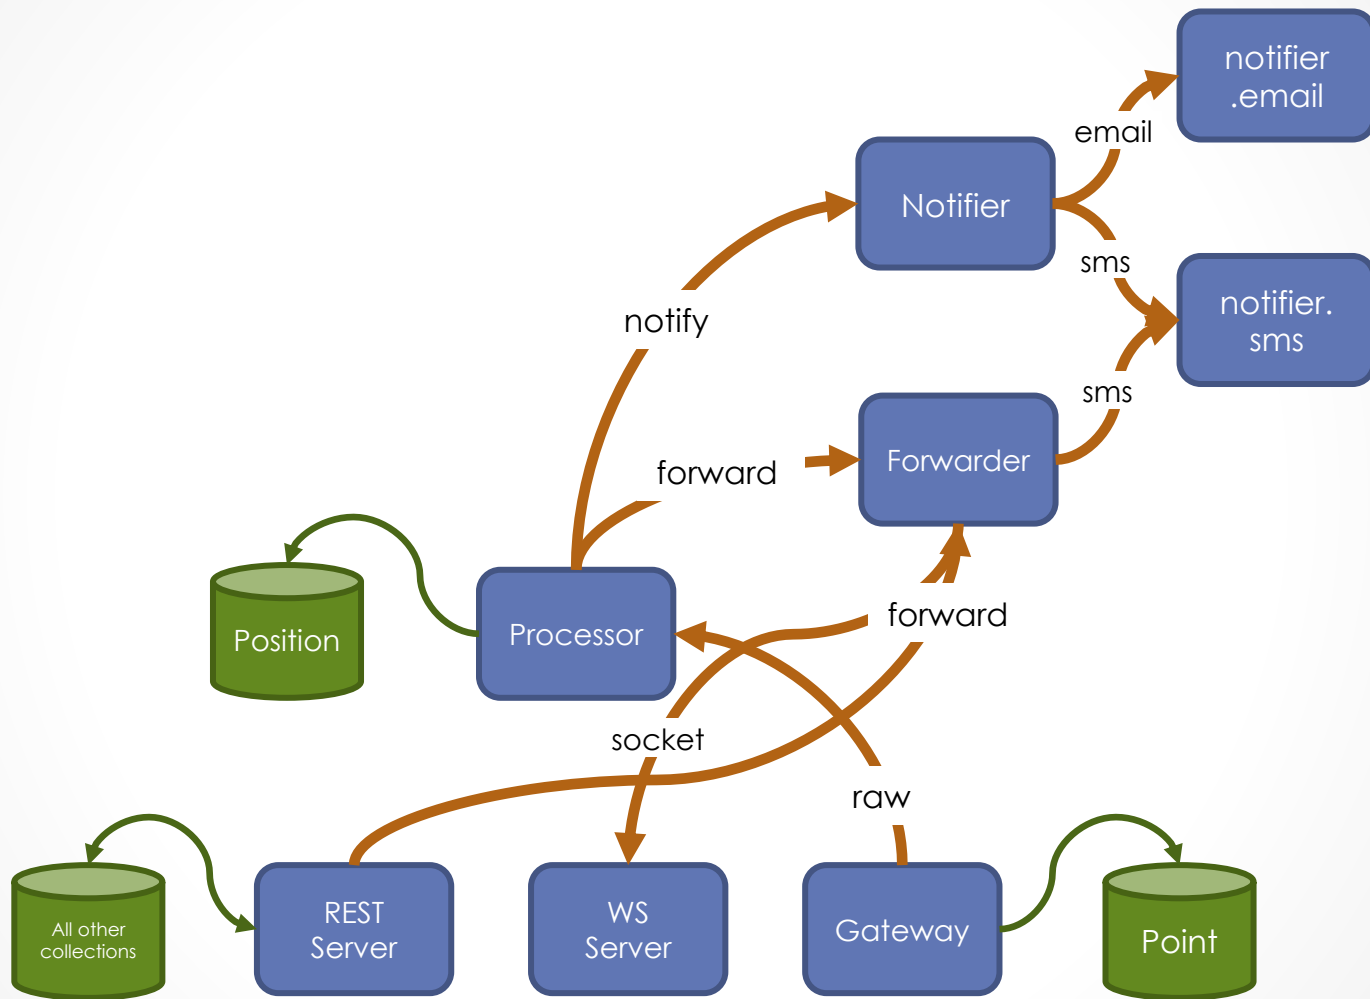 notifier
.email
email
Notifier
sms
notifier.
sms
notify
sms
forward
Forwarder
Position
Processor
forward
socket
raw
All other
collections
REST
Server
WS
Server
Gateway
Point